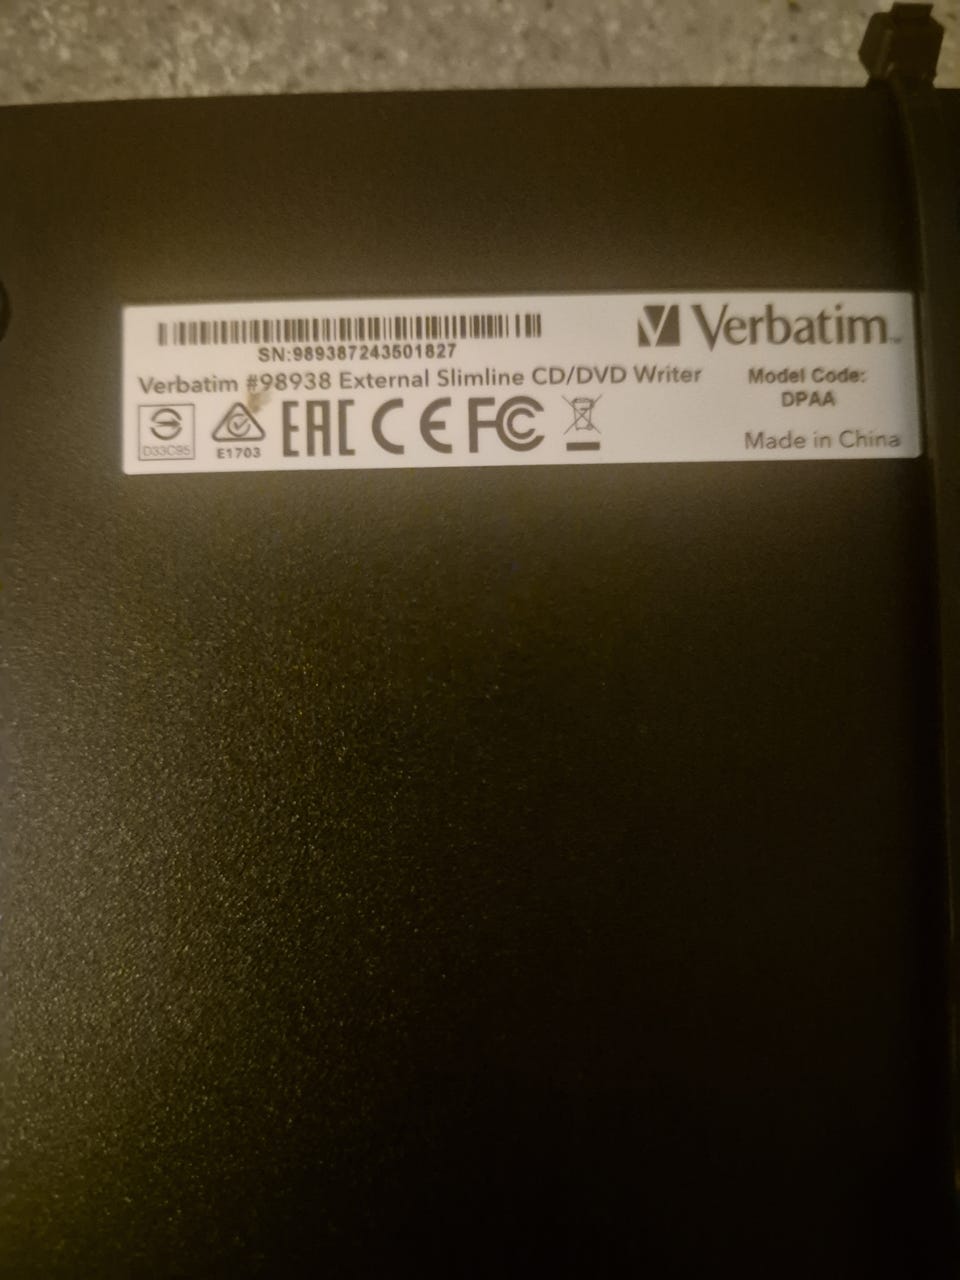 Verbatim™
SN:989387243501827
Verbatim #98938 External Slimline CD/DVD Writer
Model Code:
DPAA
D33C95
E1703
EAC CE FC
Made in China